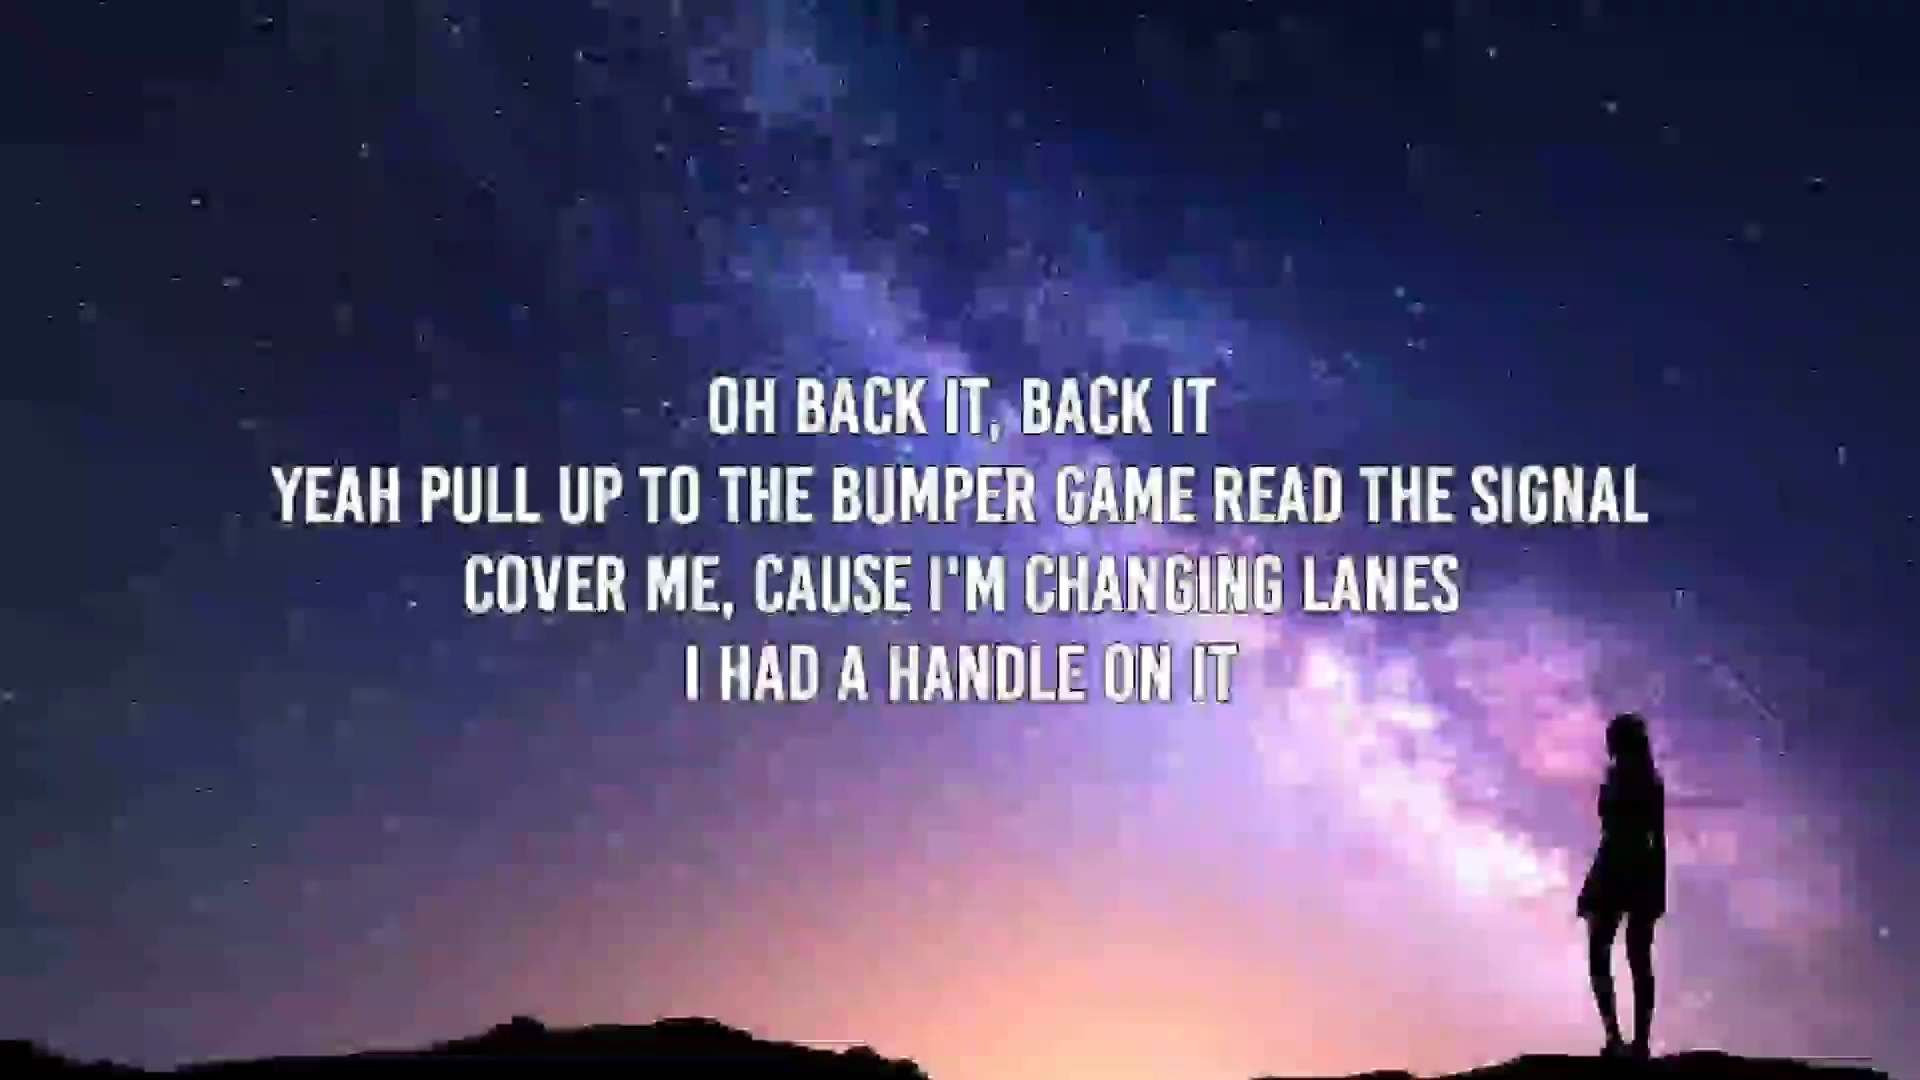 OH BACK IT, BACK IT
YEAH PULL UP TO THE BUMPER GAME READ THE SIGNAL
COVER ME, CAUSE I'M CHANGING LANES
I HAD A HANDLE ON IT